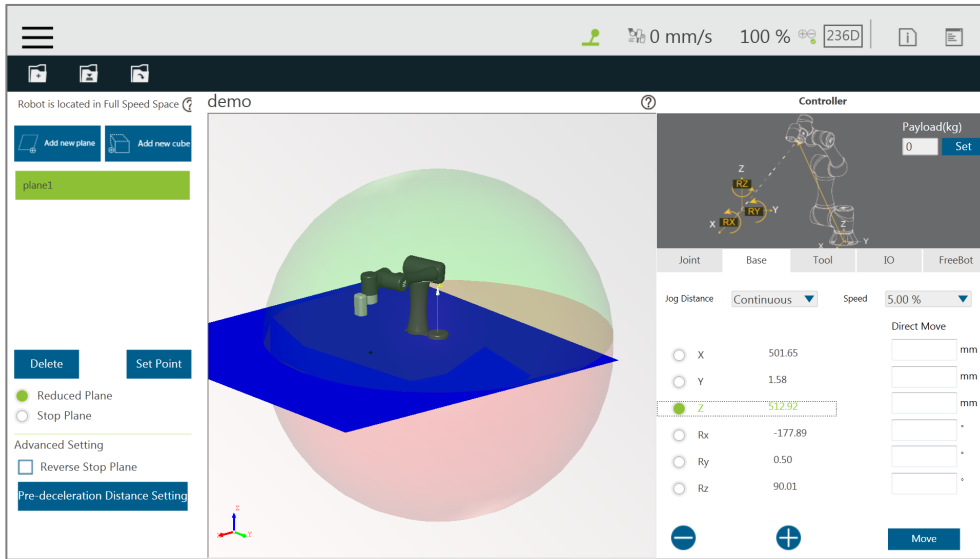 0 mm/s 100 % 236D
Robot is located in Full Speed Space
demo
Controller
Add new plane
Add new cube
plane1
Payload(kg)
0 Set
Z
RZ
RY Y
X RX
Z
X Y
Joint Base Tool IO FreeBot
Jog Distance Continuous Speed 5.00 %
Direct Move
X 501.65 mm
Y 1.58 mm
Z 512.92 mm
Rx -177.89 °
Ry 0.50 °
Rz 90.01 °
Move
Delete Set Point
Reduced Plane
Stop Plane
Advanced Setting
Reverse Stop Plane
Pre-deceleration Distance Setting
Z
X Y